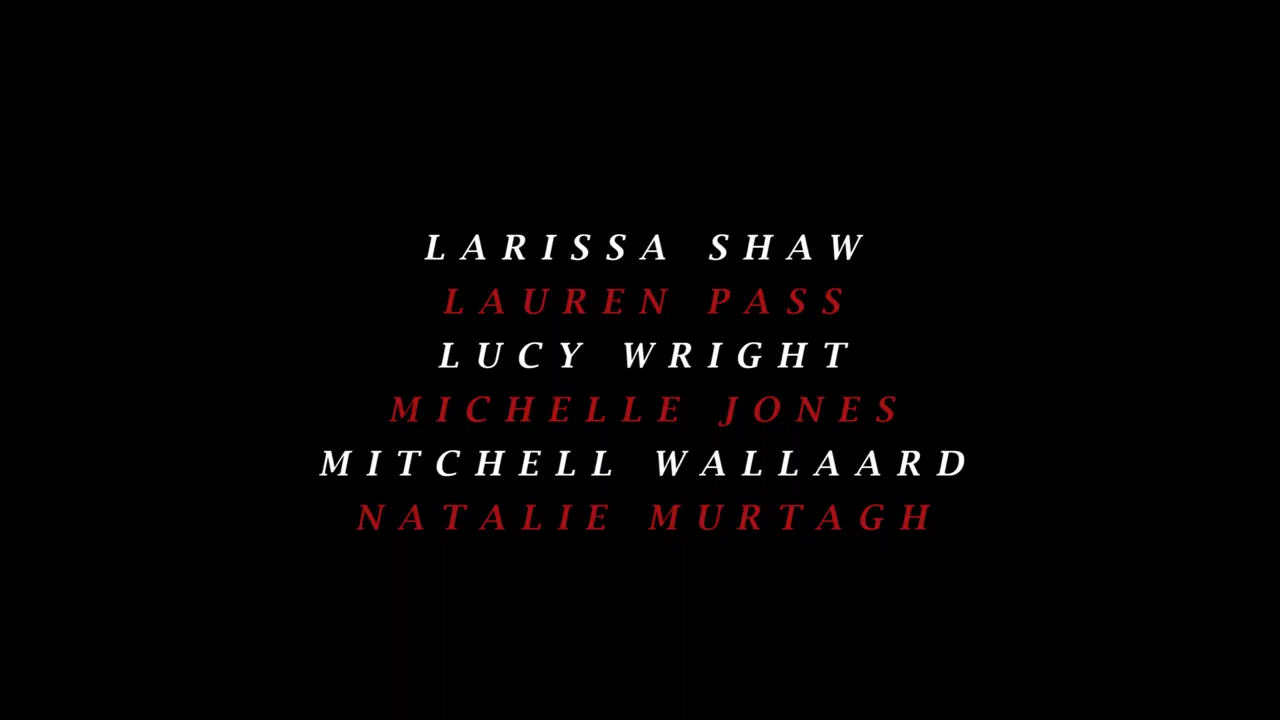 LARISSA SHAW
LAUREN PASS
LUCY WRIGHT
MICHELLE JONES
MITCHELL WALLAARD
NATALIE MURTAGH